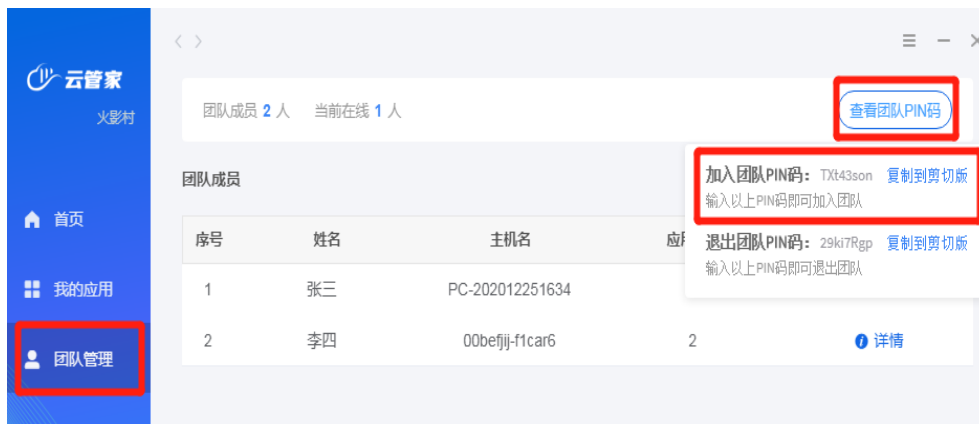 云管家
火影村
首页
我的应用
团队管理
团队成员 2 人 当前在线 1 人
查看团队PIN码
加入团队PIN码： TXt43son 复制到剪切版
输入以上PIN码即可加入团队
退出团队PIN码： 29ki7Rgp 复制到剪切版
输入以上PIN码即可退出团队
团队成员
序号 姓名 主机名
1 张三 PC-202012251634
2 李四 00befjij-f1car6 2 详情